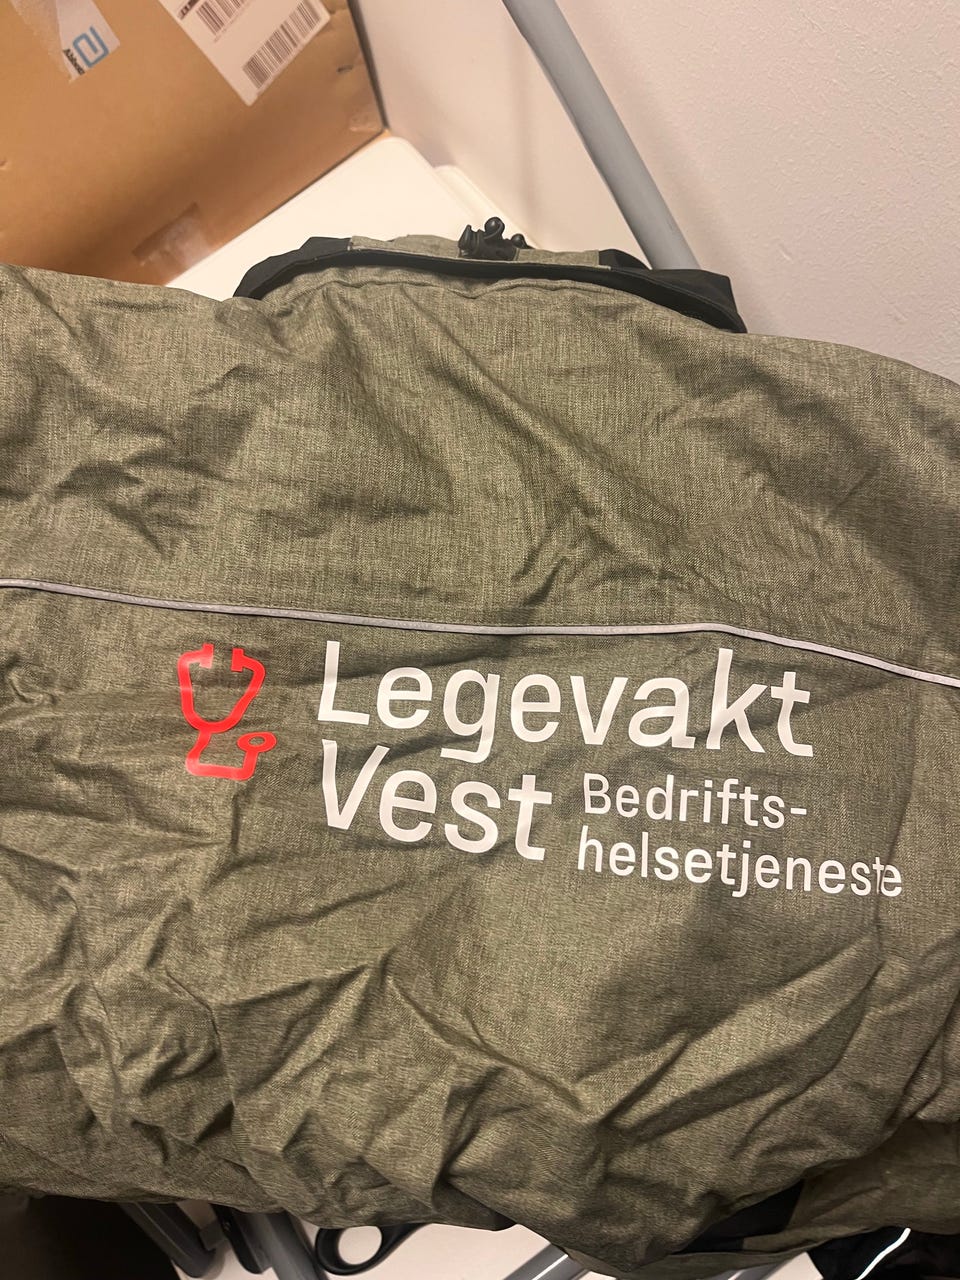 Legevakt
Vest
Bedrifts-
helsetjeneste